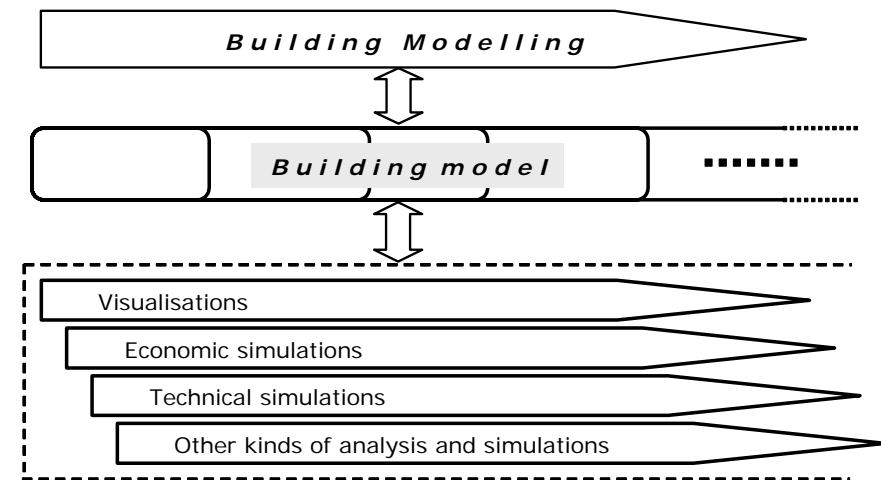 Building Modelling
Building model
Visualisations
Economic simulations
Technical simulations
Other kinds of analysis and simulations